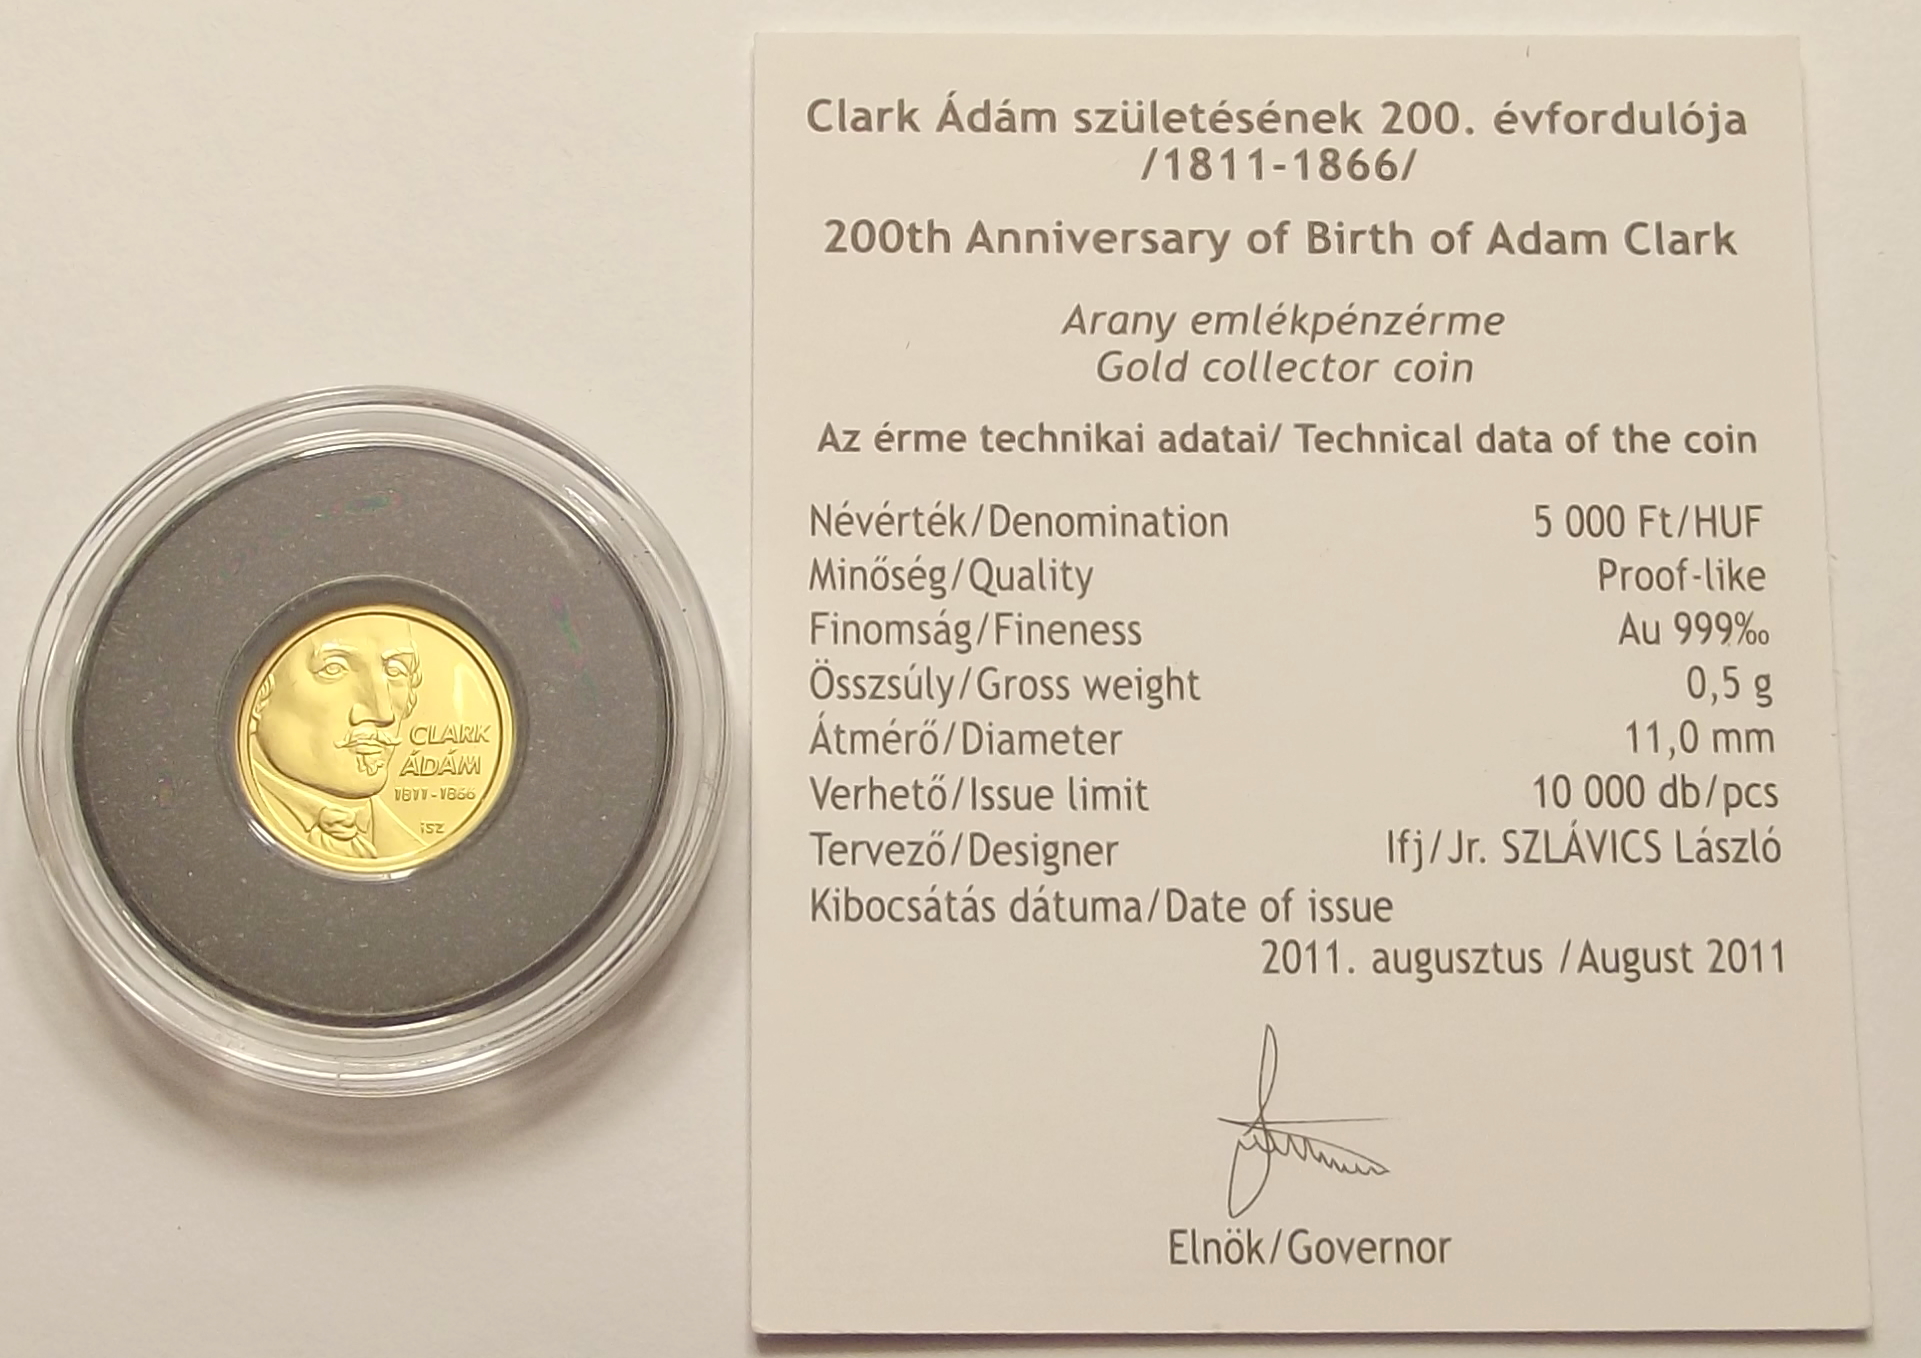 CLARK
ÁDÁM
1811-1866
iSZ
Clark Ádám születésének 200. évfordulója
/1811-1866/
200th Anniversary of Birth of Adam Clark
Arany emlékpénzérme
Gold collector coin
Az érme technikai adatai/ Technical data of the coin
Névérték/Denomination 5 000 Ft/HUF
Minőség/Quality Proof-like
Finomság/Fineness Au 999‰
Összsúly/Gross weight 0,5 g
Átmérő/Diameter 11,0 mm
Verhető/Issue limit 10 000 db/pcs
Tervező/Designer Ifj/Jr. SZLÁVICS László
Kibocsátás dátuma/Date of issue
2011. augusztus /August 2011
Elnök/Governor